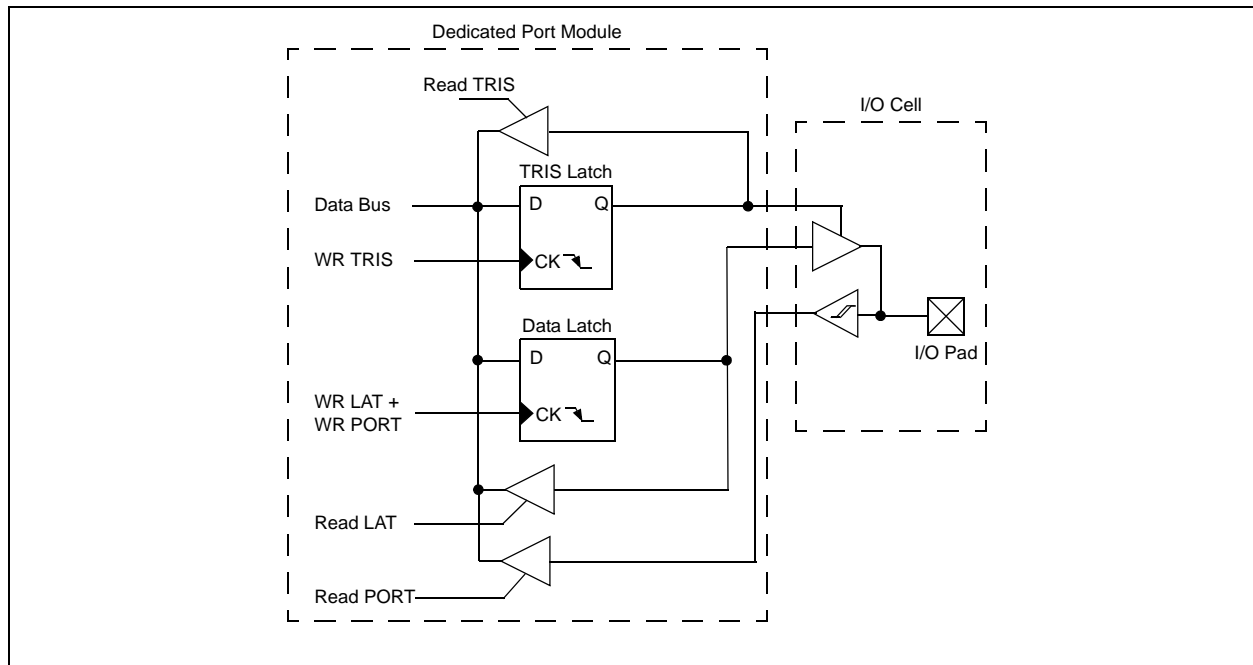 Dedicated Port Module
Read TRIS
I/O Cell
TRIS Latch
Data Bus
D
Q
WR TRIS
CK
Data Latch
I/O Pad
D
Q
WR LAT +
WR PORT
CK
Read LAT
Read PORT